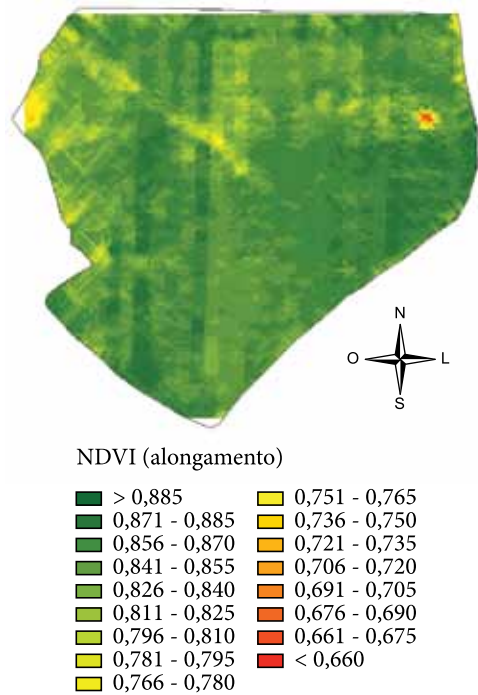 N
O L
S
NDVI (alongamento)
> 0,885
0,871 - 0,885
0,856 - 0,870
0,841 - 0,855
0,826 - 0,840
0,811 - 0,825
0,796 - 0,810
0,781 - 0,795
0,766 - 0,780
0,751 - 0,765
0,736 - 0,750
0,721 - 0,735
0,706 - 0,720
0,691 - 0,705
0,676 - 0,690
0,661 - 0,675
< 0,660